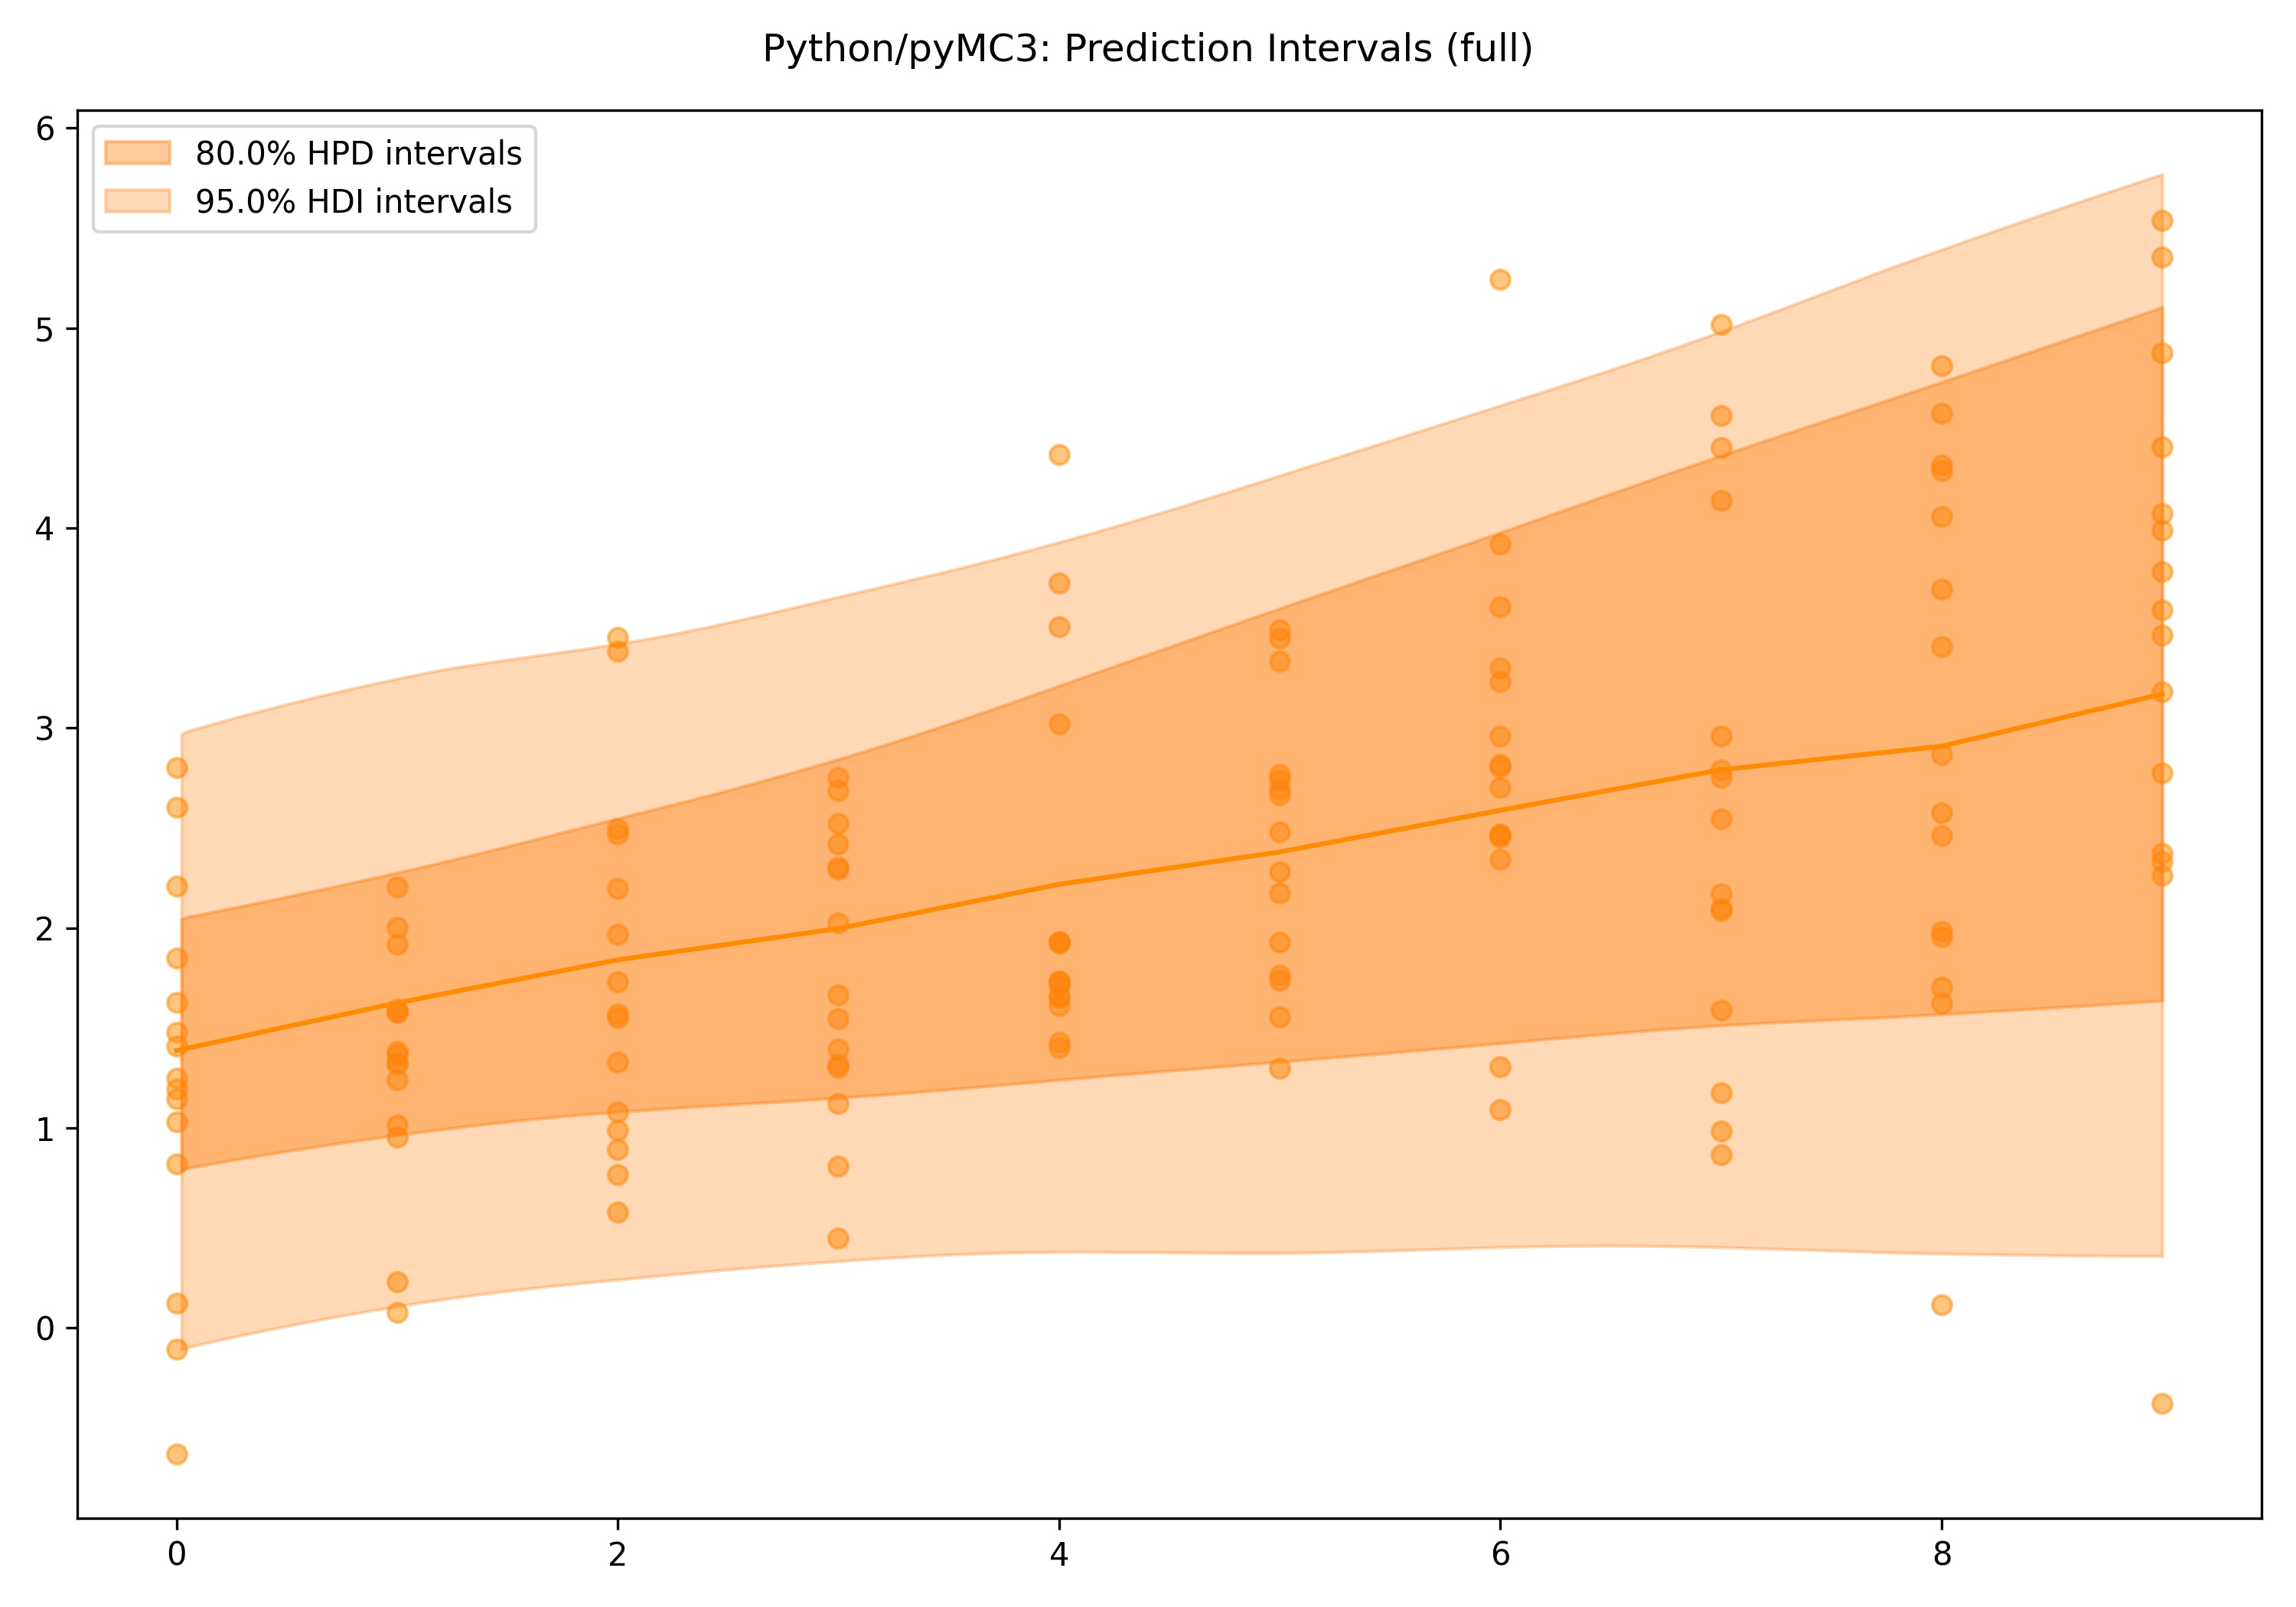 Python/pyMC3: Prediction Intervals (full)
80.0% HPD intervals
95.0% HDI intervals
6
5
4
3
2
1
0
0 2 4 6 8